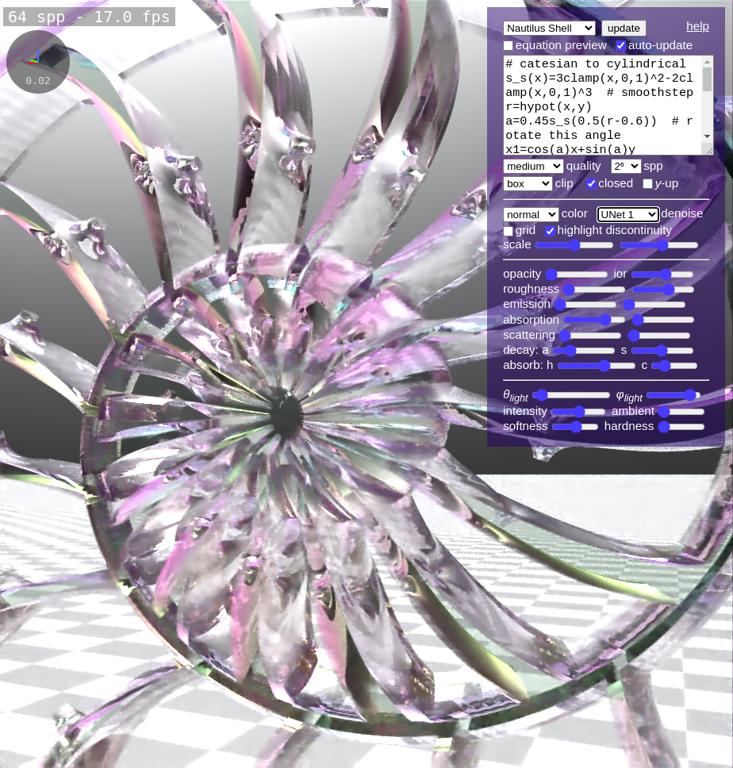 64 spp - 17.0 fps
0.02
Nautilus Shell update help
equation preview auto-update
# catesian to cylindrical
s_s(x)=3clamp(x,0,1)^2-2cl
amp(x,0,1)^3 # smoothstep
r=hypot(x,y)
a=0.45s_s(0.5(r-0.6)) # r
otate this angle
x1=cos(a)x+sin(a)y
medium quality 2⁶ spp
box clip closed y-up
normal color UNet 1 denoise
grid highlight discontinuity
scale
opacity ior
roughness
emission
absorption
scattering
decay: a s
absorb: h c
θlight φlight
intensity ambient
softness hardness